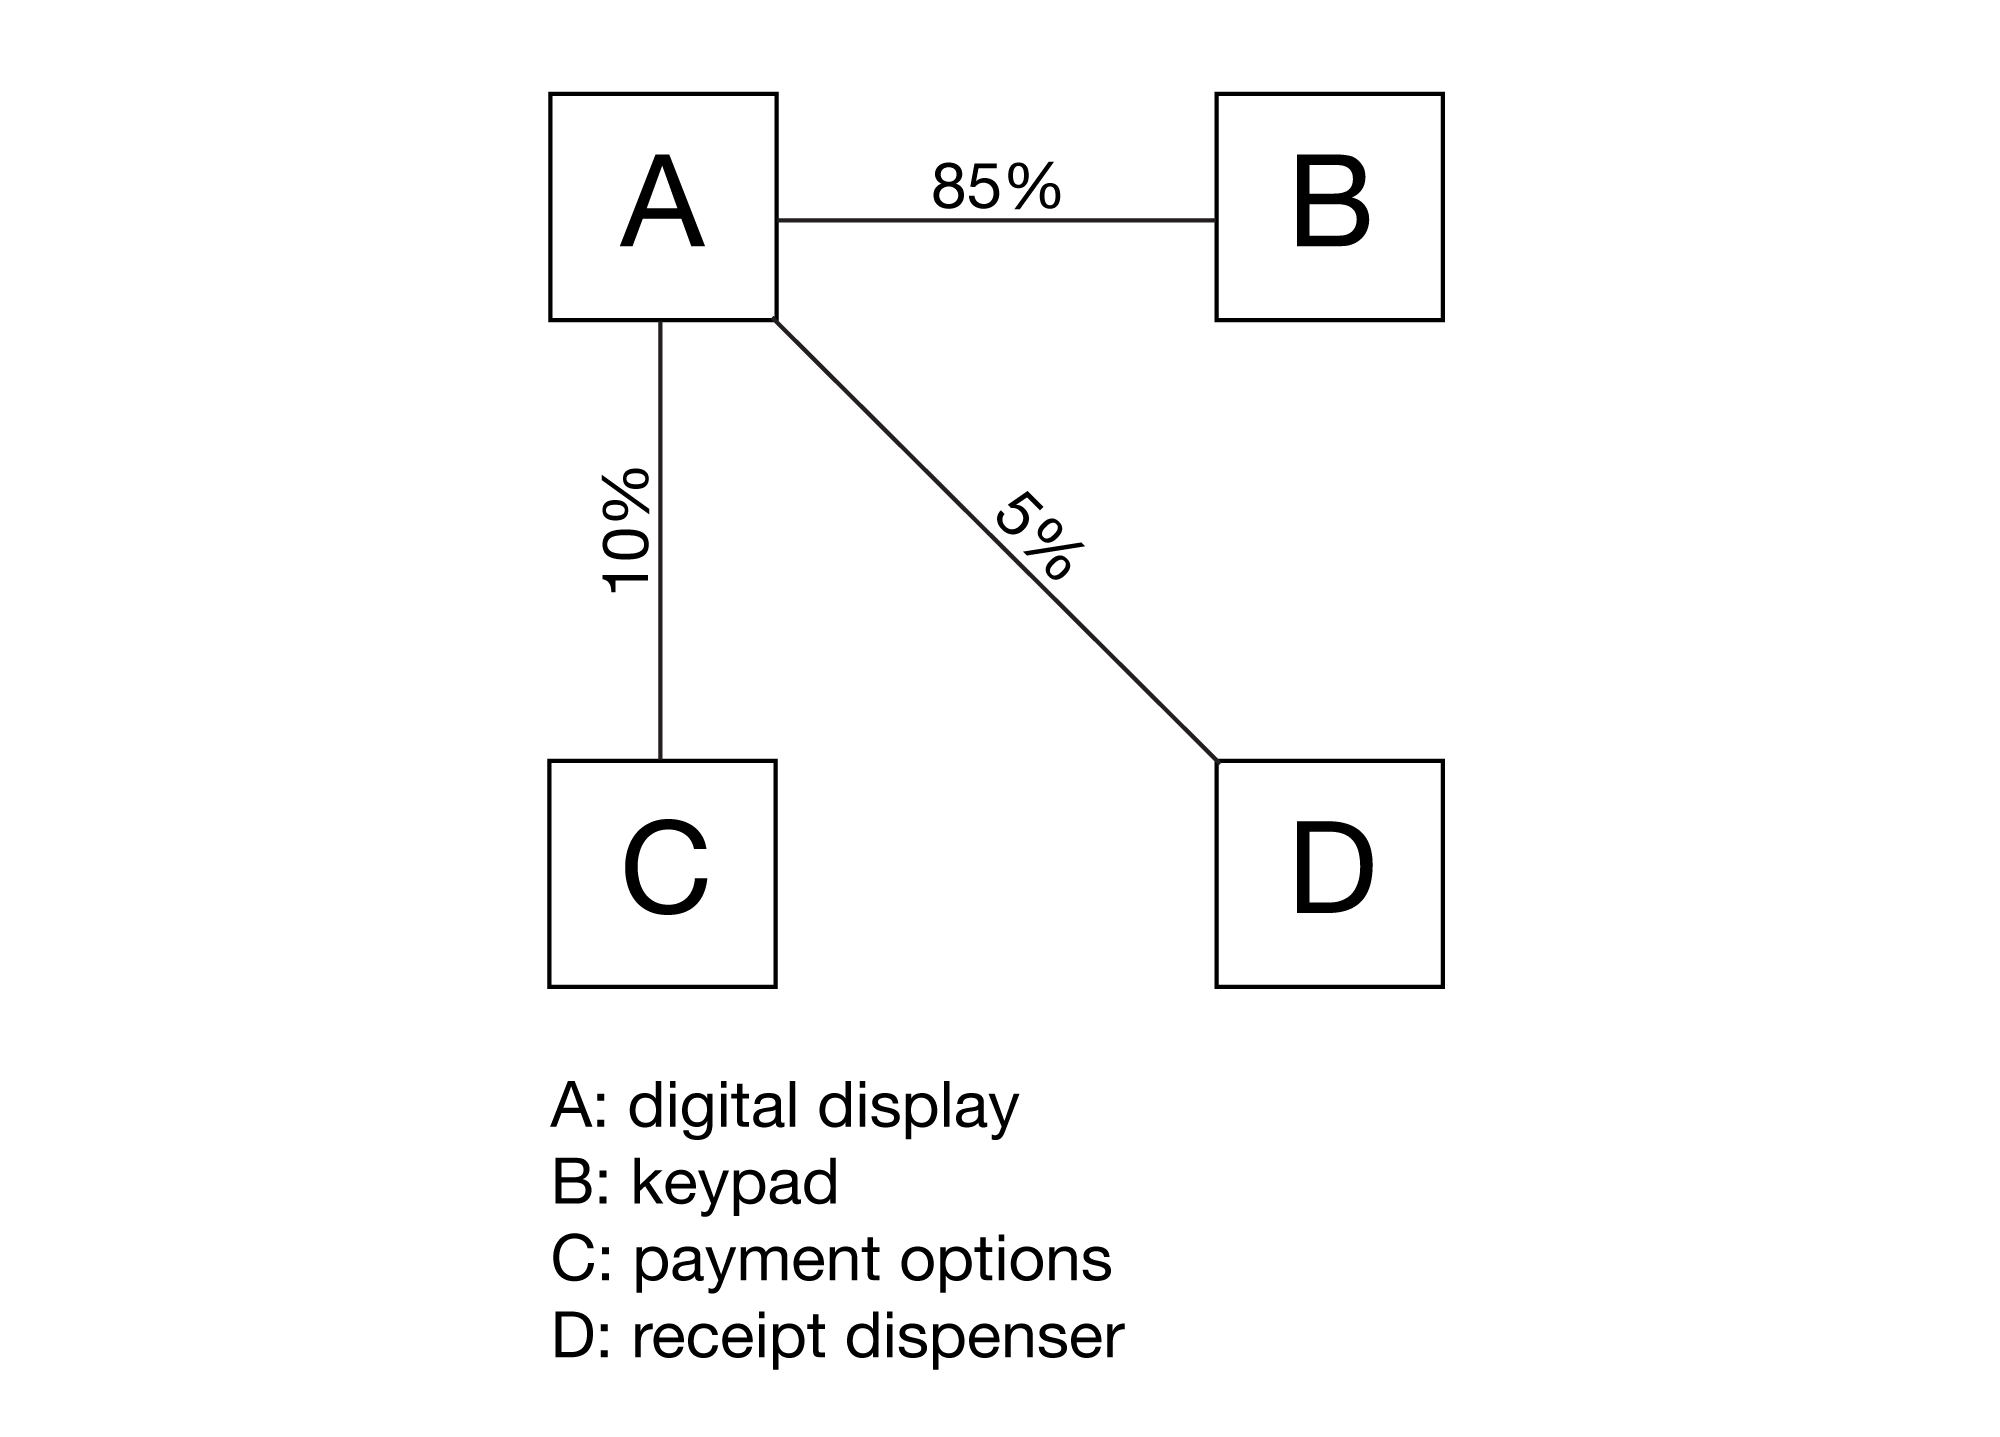 A
85%
B
10%
5%
C
D
A: digital display
B: keypad
C: payment options
D: receipt dispenser